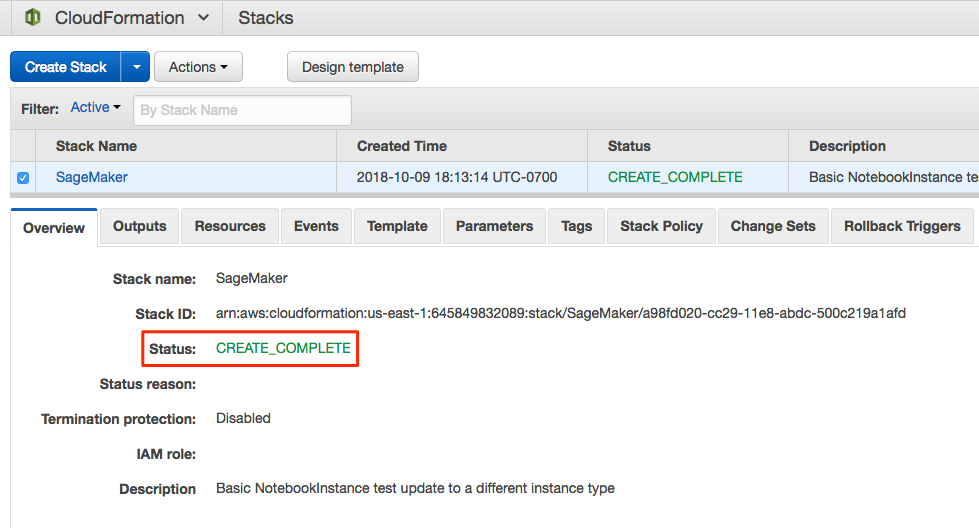 CloudFormation Stacks
Create Stack Actions Design template
Filter: Active By Stack Name
Stack Name Created Time Status Description
SageMaker 2018-10-09 18:13:14 UTC-0700 CREATE_COMPLETE Basic NotebookInstance te
Overview Outputs Resources Events Template Parameters Tags Stack Policy Change Sets Rollback Triggers
Stack name: SageMaker
Stack ID: arn:aws:cloudformation:us-east-1:645849832089:stack/SageMaker/a98fd020-cc29-11e8-abdc-500c219a1afd
Status: CREATE_COMPLETE
Status reason:
Termination protection: Disabled
IAM role:
Description Basic NotebookInstance test update to a different instance type